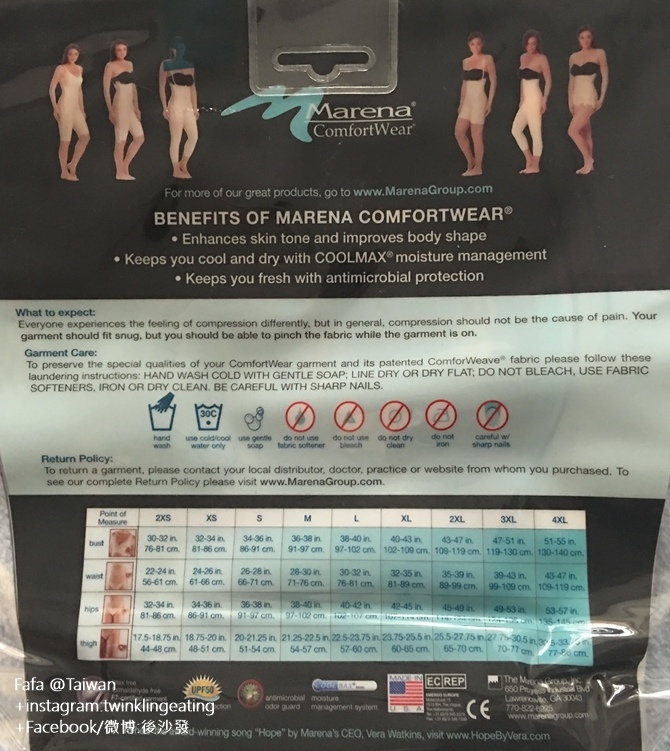 Marena®
ComfortWear®
For more of our great products, go to www.MarenaGroup.com
BENEFITS OF MARENA COMFORTWEAR®
• Enhances skin tone and improves body shape
• Keeps you cool and dry with COOLMAX® moisture management
• Keeps you fresh with antimicrobial protection
What to expect:
Everyone experiences the feeling of compression differently, but in general, compression should not be the cause of pain. Your
garment should fit snug, but you should be able to pinch the fabric while the garment is on.
Garment Care:
To preserve the special qualities of your ComfortWear garment and its patented ComforWeave® fabric please follow these
laundering instructions: HAND WASH COLD WITH GENTLE SOAP; LINE DRY OR DRY FLAT; DO NOT BLEACH, USE FABRIC
SOFTENERS, IRON OR DRY CLEAN. BE CAREFUL WITH SHARP NAILS.
30C
hand wash
use cold/cool water only
use gentle soap
do not use fabric softener
do not use bleach
do not dry clean
do not iron
careful w/ sharp nails
Return Policy:
To return a garment, please contact your local distributor, doctor, practice or website from whom you purchased. To
see our complete Return Policy please visit www.MarenaGroup.com.
Point of Measure 2XS XS S M L XL 2XL 3XL 4XL
bust 30-32 in. 32-34 in. 34-36 in. 36-38 in. 38-40 in. 40-43 in. 43-47 in. 47-51 in. 51-55 in.
76-81 cm. 81-86 cm. 86-91 cm. 91-97 cm. 97-102 cm. 102-109 cm. 109-119 cm. 119-130 cm. 130-140 cm.
waist 22-24 in. 24-26 in. 26-28 in. 28-30 in. 30-32 in. 32-35 in. 35-39 in. 39-43 in. 43-47 in.
56-61 cm. 61-66 cm. 66-71 cm. 71-76 cm. 76-81 cm. 81-89 cm. 89-99 cm. 99-109 cm. 109-119 cm.
hips 32-34 in. 34-36 in. 36-38 in. 38-40 in. 40-42 in. 42-45 in. 45-49 in. 49-53 in. 53-57 in.
81-86 cm. 86-91 cm. 91-97 cm. 97-102 cm. 102-107 cm.
thigh 17.5-18.75 in. 18.75-20 in. 20-21.25 in. 21.25-22.5 in. 22.5-23.75 in. 23.75-25.5 in. 25.5-27.75 in. 27.75-30.5 in.
44-48 cm. 48-51 cm. 51-54 cm. 54-57 cm. 57-60 cm. 60-65 cm. 65-70 cm. 70-77 cm.
UPF50
antimicrobial odor guard
COOLMAX
moisture management system
MADE IN
U.S.A.
EC REP
CE
The Marena Group, Inc.
650 Progress Industrial Blvd.
Lawrenceville, GA 30043
www.marenagroup.com
song "Hope" by Marena's CEO, Vera Watkins, visit www.HopeByVera.com
Fafa @Taiwan
+instagram.twinklingeating
+Facebook/微博:後沙發